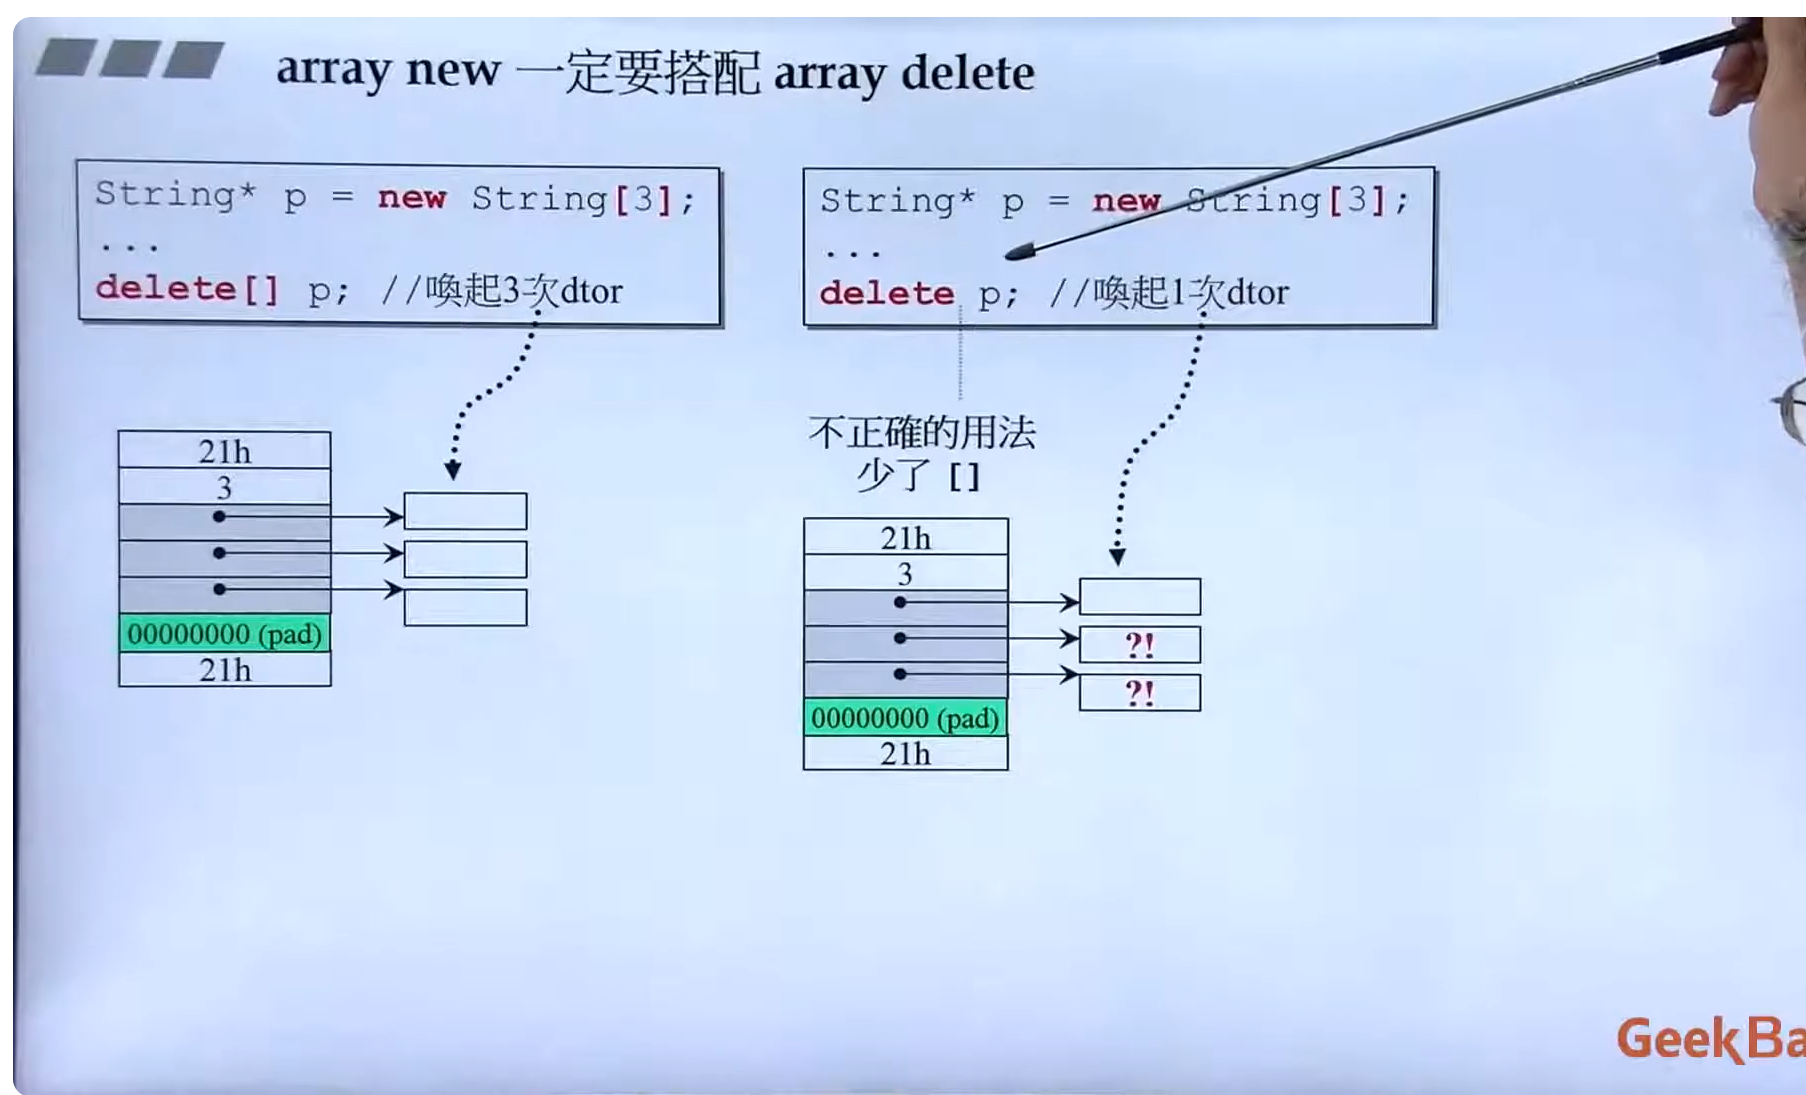 array new 一定要搭配 array delete
String* p = new String[3];
...
delete[] p; //喚起3次dtor
String* p = new String[3];
...
delete p; //喚起1次dtor
不正確的用法
少了 []
21h
3
00000000 (pad)
21h
21h
3
?!
?!
00000000 (pad)
21h
GeekBa